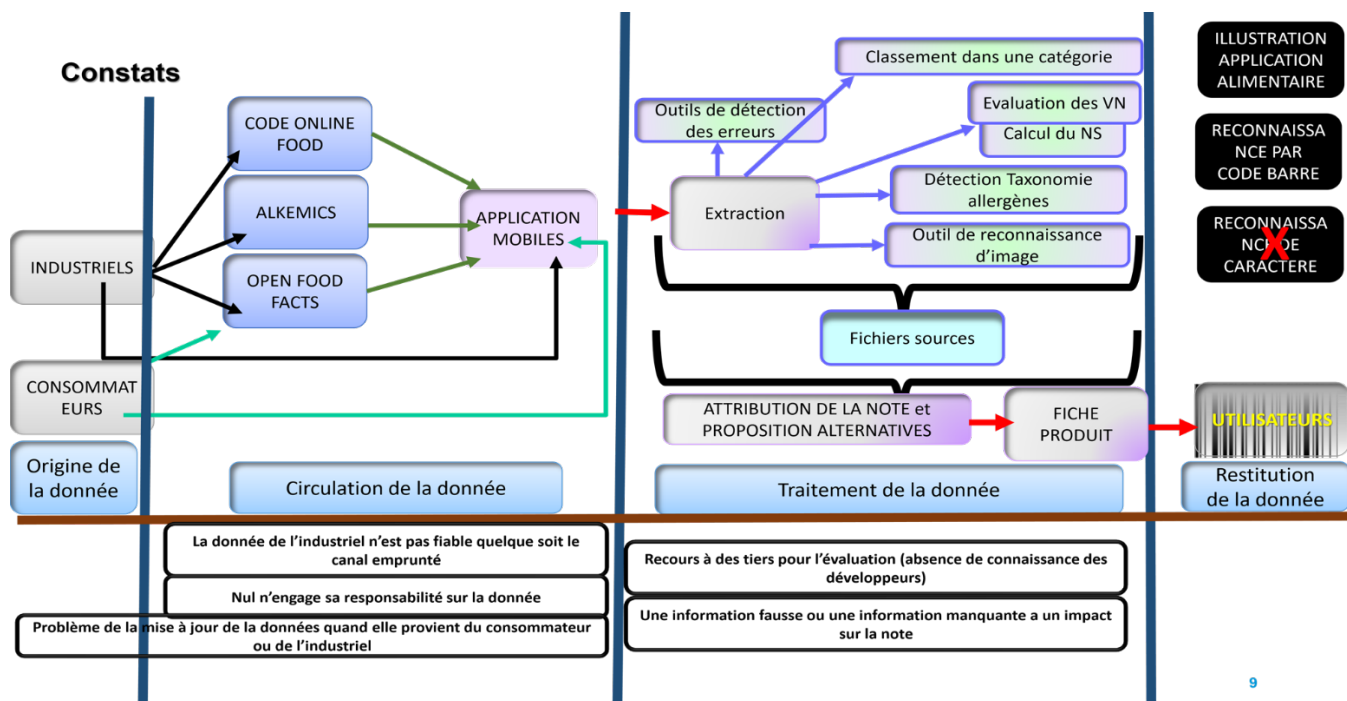 Constats
INDUSTRIELS
CONSOMMAT
EURS
Origine de
la donnée
CODE ONLINE
FOOD
ALKEMICS
OPEN FOOD
FACTS
APPLICATION
MOBILES
Circulation de la donnée
Classement dans une catégorie
Outils de détection
des erreurs
Evaluation des VN
Calcul du NS
Extraction
Détection Taxonomie
allergènes
Outil de reconnaissance
d’image
Fichiers sources
ATTRIBUTION DE LA NOTE et
PROPOSITION ALTERNATIVES
FICHE
PRODUIT
Traitement de la donnée
ILLUSTRATION
APPLICATION
ALIMENTAIRE
RECONNAISSA
NCE PAR
CODE BARRE
RECONNAISSA
NCE DE
CARACTERE
X
UTILISATEURS
Restitution
de la donnée
La donnée de l’industriel n’est pas fiable quelque soit le
canal emprunté
Nul n’engage sa responsabilité sur la donnée
Problème de la mise à jour de la données quand elle provient du consommateur
ou de l’industriel
Recours à des tiers pour l’évaluation (absence de connaissance des
développeurs)
Une information fausse ou une information manquante a un impact
sur la note
9